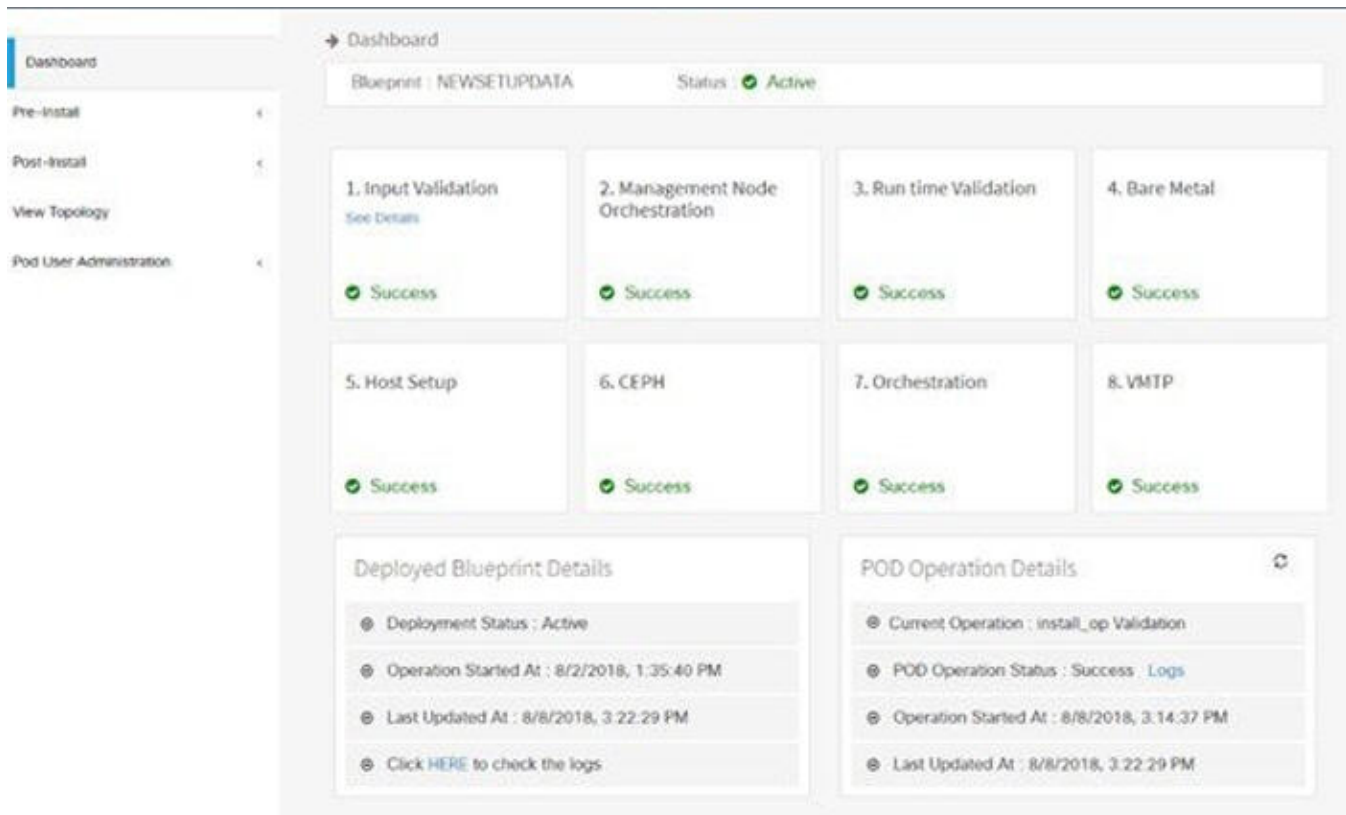 Dashboard
Pre-Install
Post-Install
View Topology
Pod User Administration
Dashboard
Blueprint : NEWSETUPDATA Status : Active
1. Input Validation
See Details
Success
2. Management Node
Orchestration
Success
3. Run time Validation
Success
4. Bare Metal
Success
5. Host Setup
Success
6. CEPH
Success
7. Orchestration
Success
8. VMTP
Success
Deployed Blueprint Details
Deployment Status : Active
Operation Started At : 8/2/2018, 1:35:40 PM
Last Updated At : 8/8/2018, 3:22:29 PM
Click HERE to check the logs
POD Operation Details
Current Operation : install_op Validation
POD Operation Status : Success Logs
Operation Started At : 8/8/2018, 3:14:37 PM
Last Updated At : 8/8/2018, 3:22:29 PM